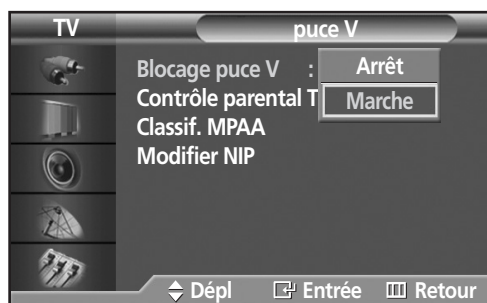 TV
puce V
Blocage puce V :
Arrêt
Contrôle parental T
Marche
Classif. MPAA
Modifier NIP
Dépl Entrée Retour